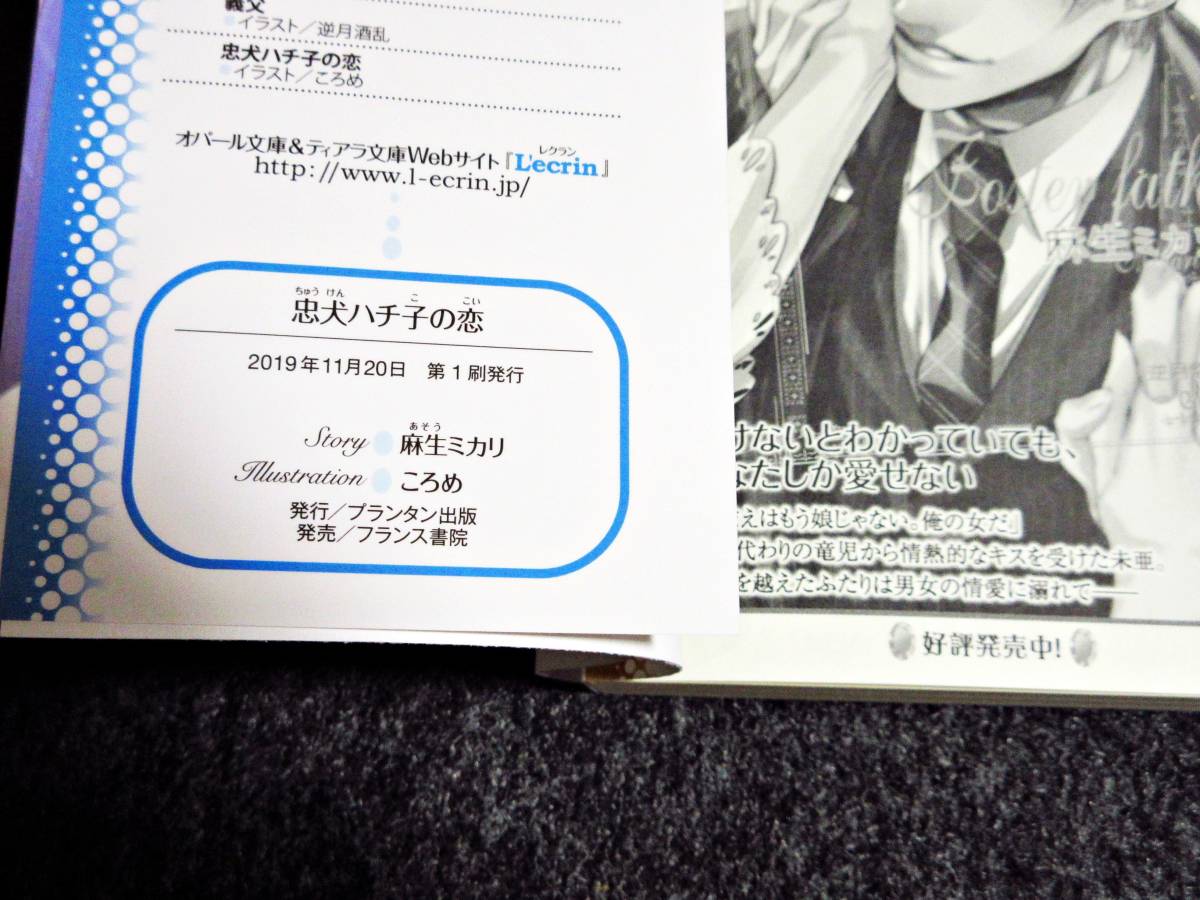 義父
イラスト／逆月酒乱
忠犬ハチ子の恋
イラスト／ころめ
オパール文庫&ティアラ文庫Webサイト『L'ecrin』
レクラン
http://www.l-ecrin.jp/
ちゅう けん こ こい
忠犬ハチ子の恋
2019年11月20日 第1刷発行
あそう
Story 麻生ミカリ
Illustration ころめ
発行／プランタン出版
発売／フランス書院
Foster fath
麻生ミカリ
けないとわかっていても、
なたしか愛せない
えはもう娘じゃない。俺の女だ』
代わりの竜児から情熱的なキスを受けた未亜。
を越えたふたりは男女の情愛に溺れて――
好評発売中!